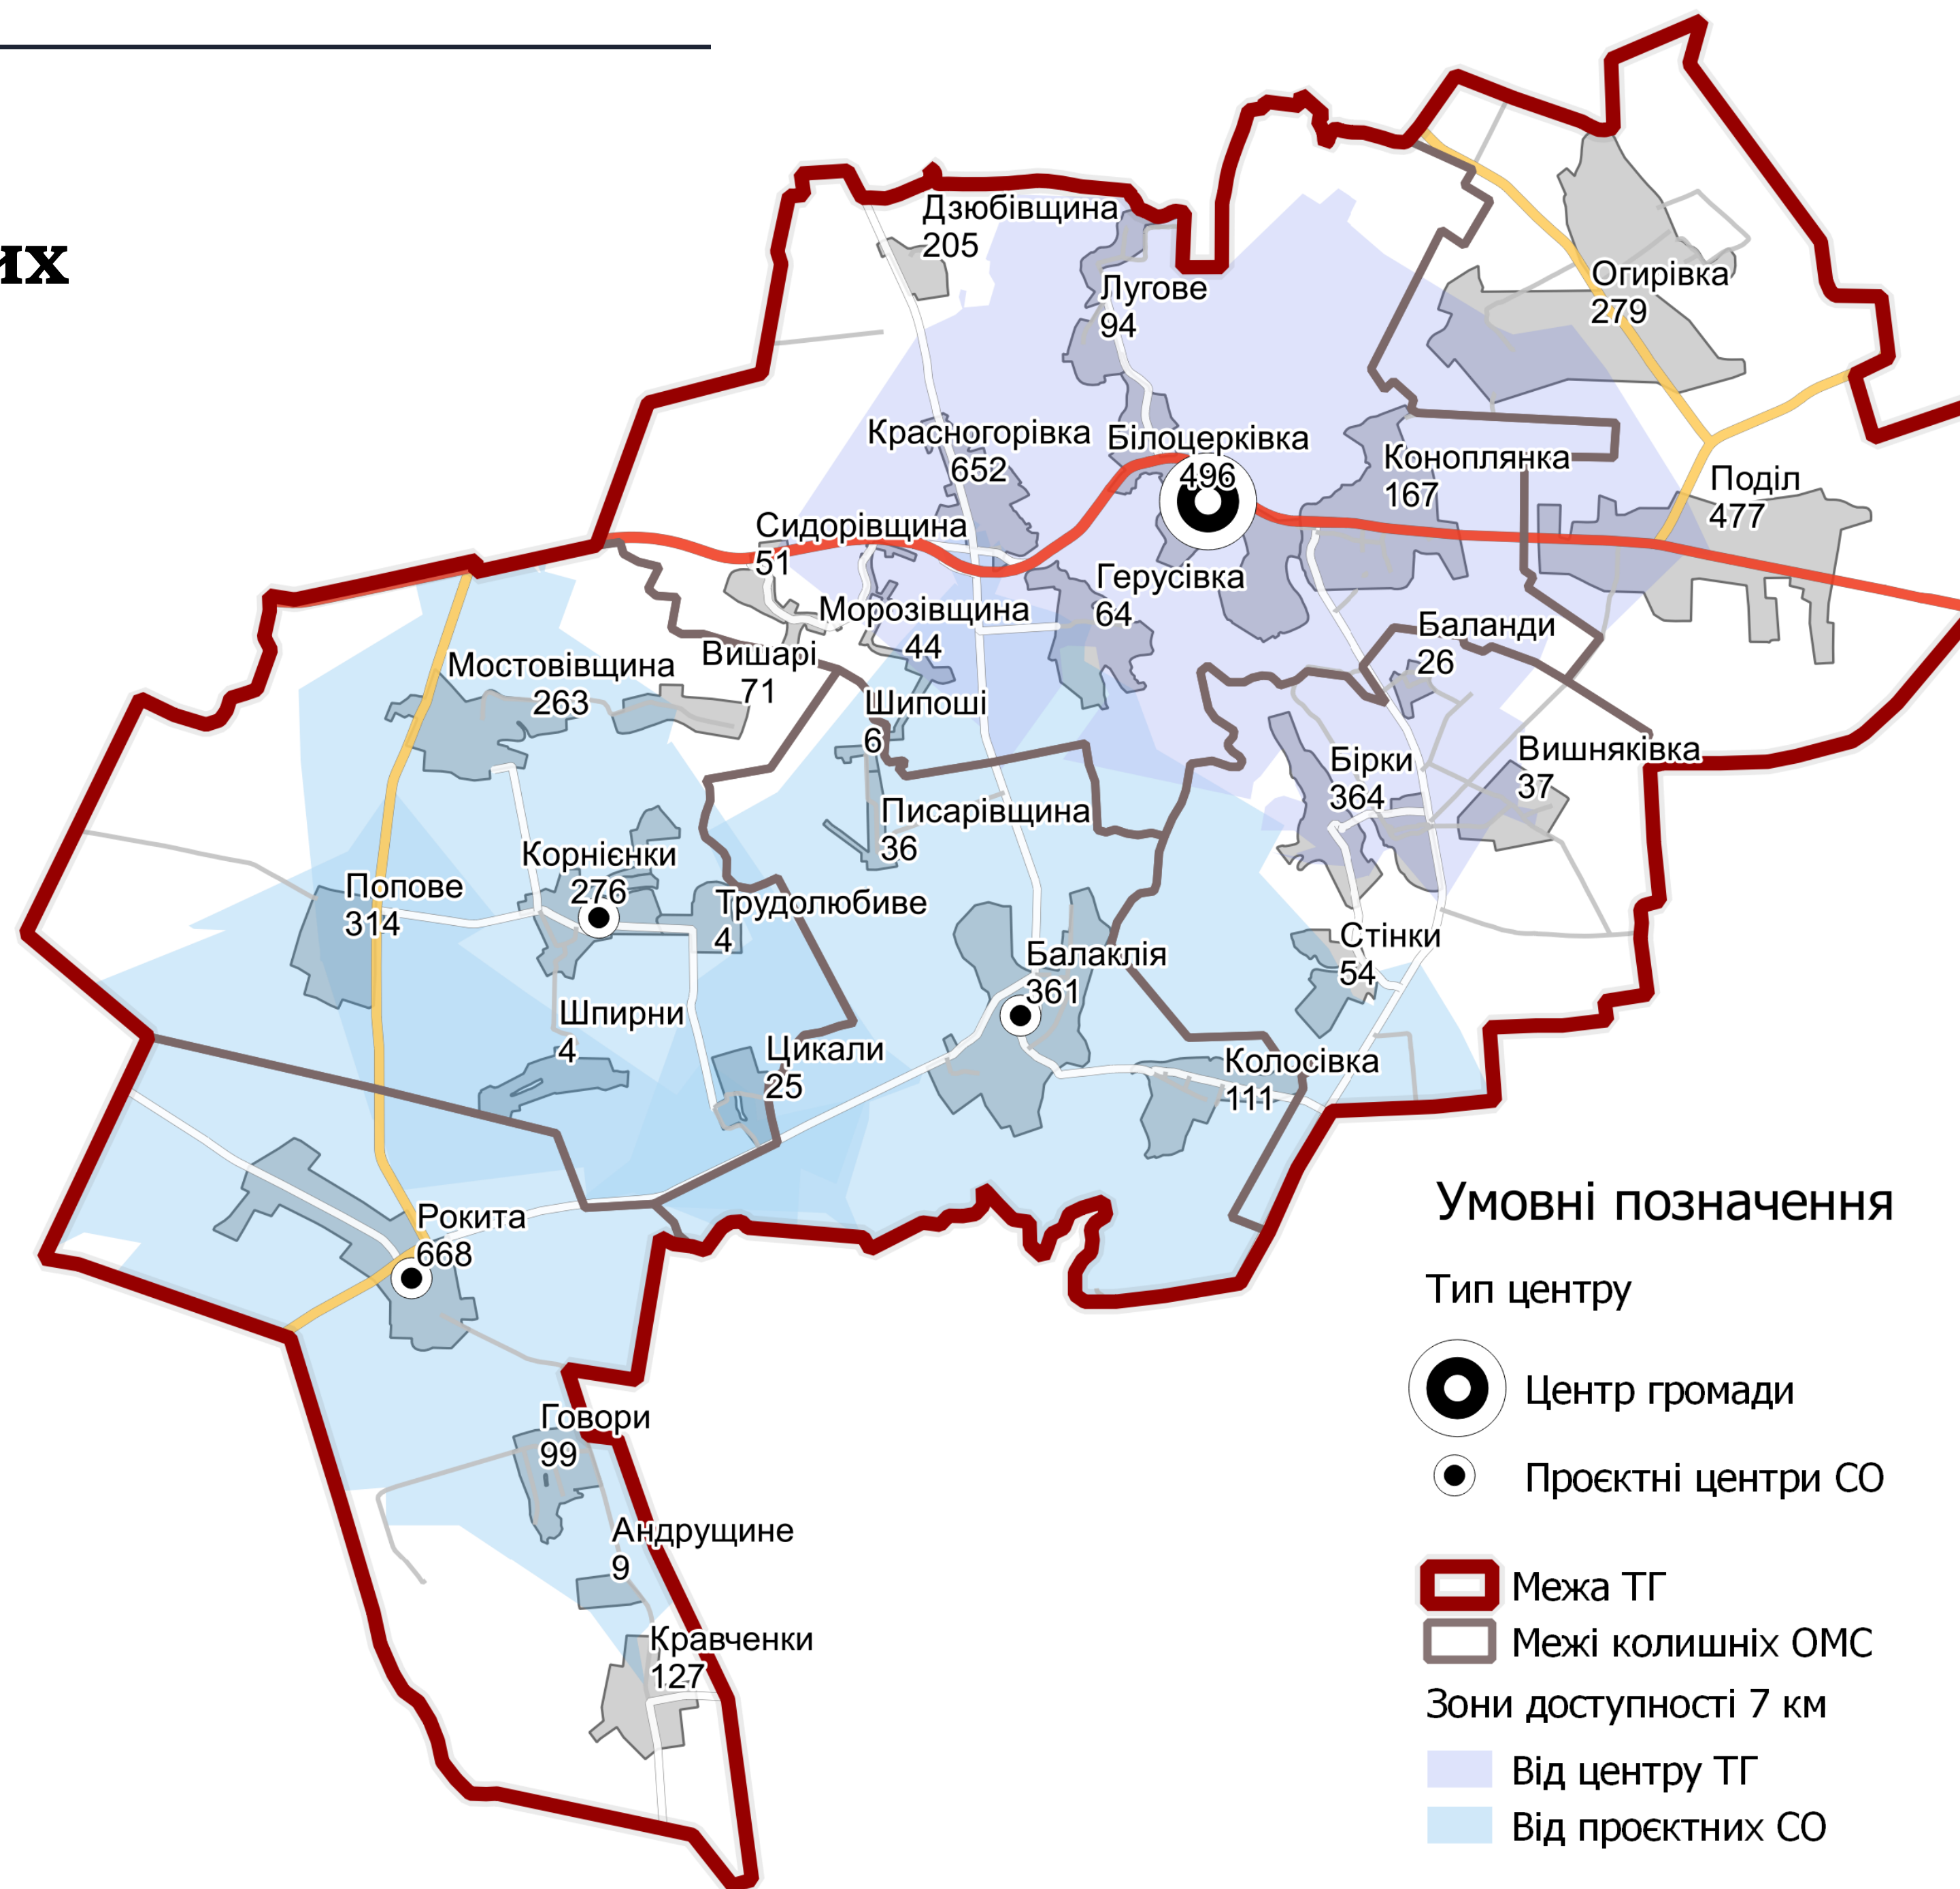 их
Дзюбівщина
205
Лугове
94
Огирівка
279
Красногорівка
652
Білоцерківка
496
Коноплянка
167
Поділ
477
Сидорівщина
51
Герусівка
64
Морозівщина
44
Баланди
26
Вишарі
71
Мостовівщина
263
Шипоші
6
Бірки
364
Вишняківка
37
Писарівщина
36
Корнієнки
276
Попове
314
Трудолюбиве
4
Балаклія
361
Стінки
54
Шпирни
4
Цикали
25
Колосівка
111
Рокита
668
Говори
99
Андрущине
9
Кравченки
127
Умовні позначення
Тип центру
Центр громади
Проєктні центри СО
Межа ТГ
Межі колишніх ОМС
Зони доступності 7 км
Від центру ТГ
Від проєктних СО